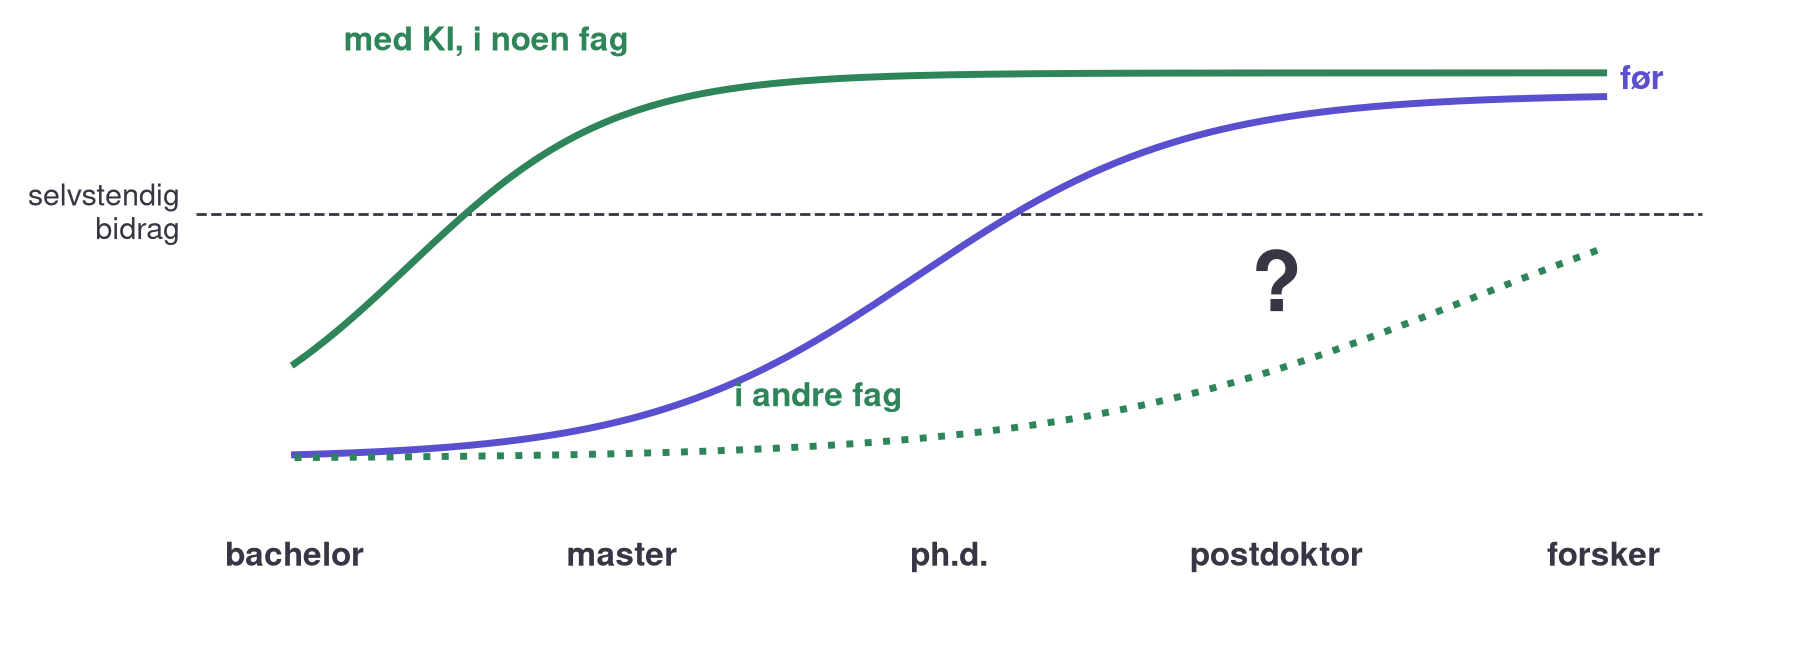 med KI, i noen fag
før
selvstendig
bidrag
?
i andre fag
bachelor master ph.d. postdoktor forsker